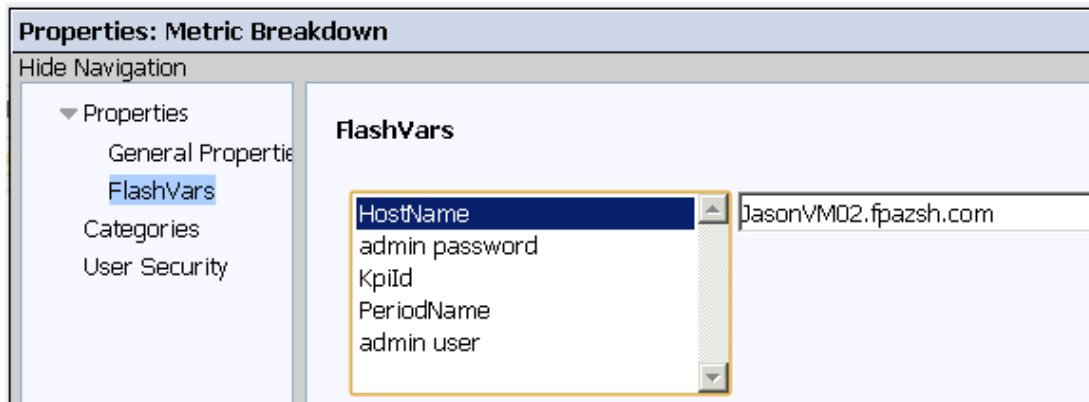 Properties: Metric Breakdown
Hide Navigation
Properties
General Propertie
FlashVars
Categories
User Security
FlashVars
HostName
admin password
KpiId
PeriodName
admin user
JasonVM02.fpazsh.com